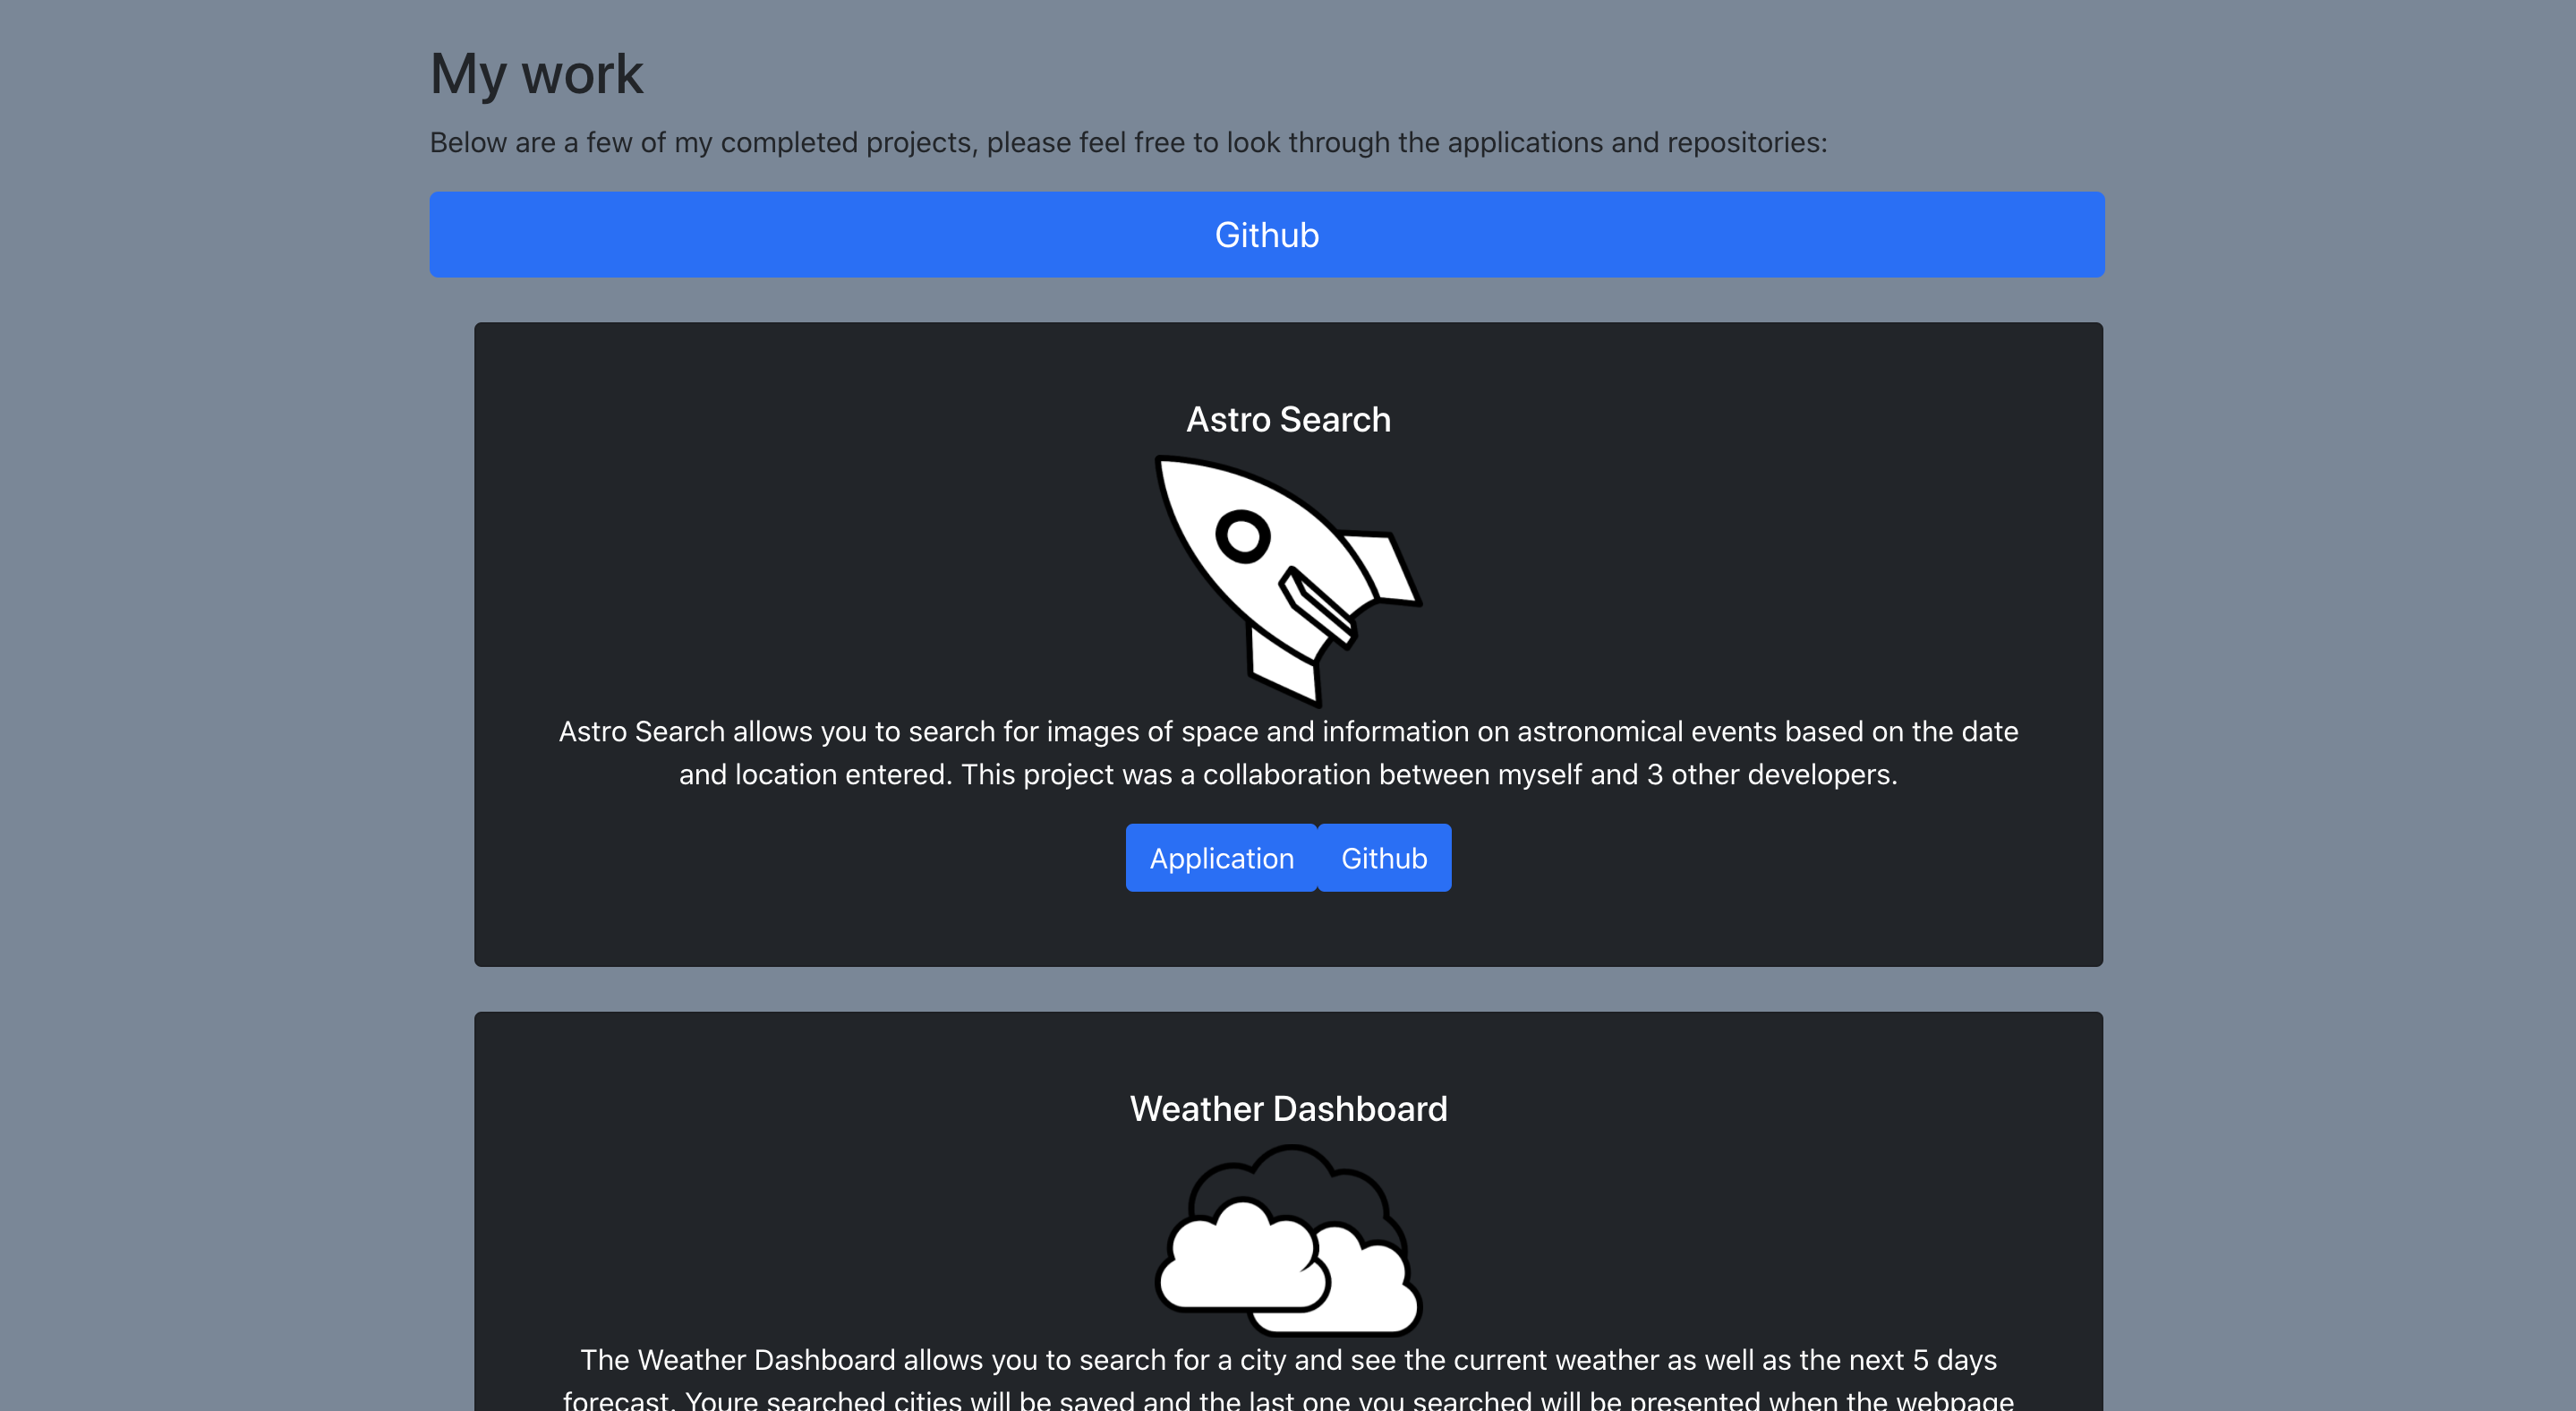 My work
Below are a few of my completed projects, please feel free to look through the applications and repositories:
Github
Astro Search
Astro Search allows you to search for images of space and information on astronomical events based on the date
and location entered. This project was a collaboration between myself and 3 other developers.
Application Github
Weather Dashboard
The Weather Dashboard allows you to search for a city and see the current weather as well as the next 5 days
forecast. Youre searched cities will be saved and the last one you searched will be presented when the webpage